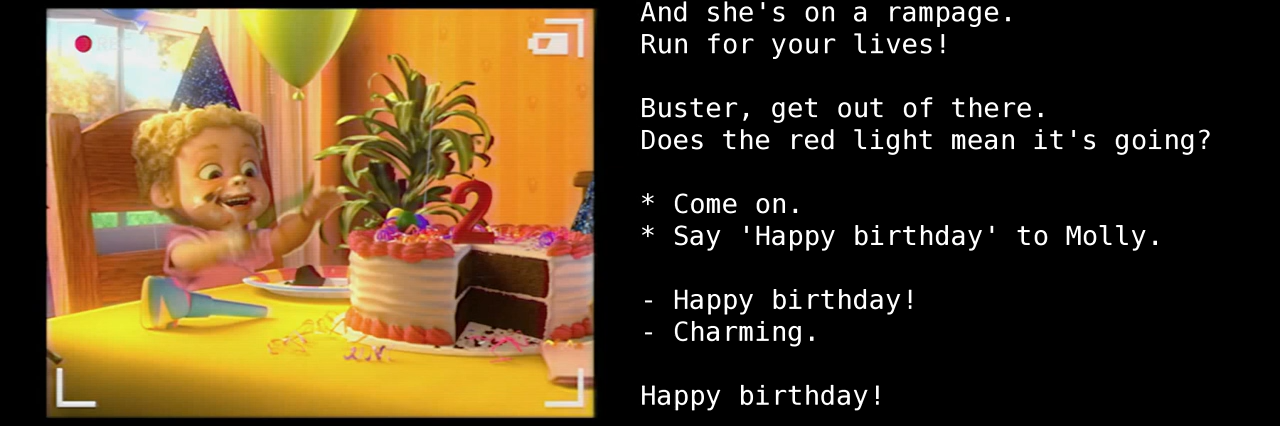 REC
2
And she's on a rampage.
Run for your lives!
Buster, get out of there.
Does the red light mean it's going?
* Come on.
* Say 'Happy birthday' to Molly.
- Happy birthday!
- Charming.
Happy birthday!